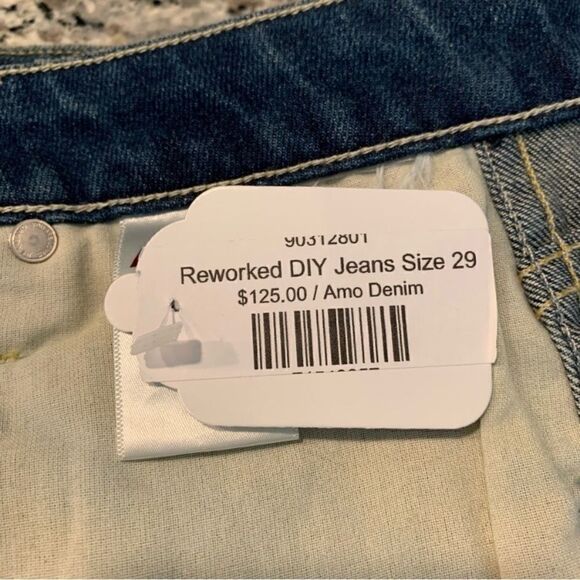 90312801
Reworked DIY Jeans Size 29
$125.00 / Amo Denim